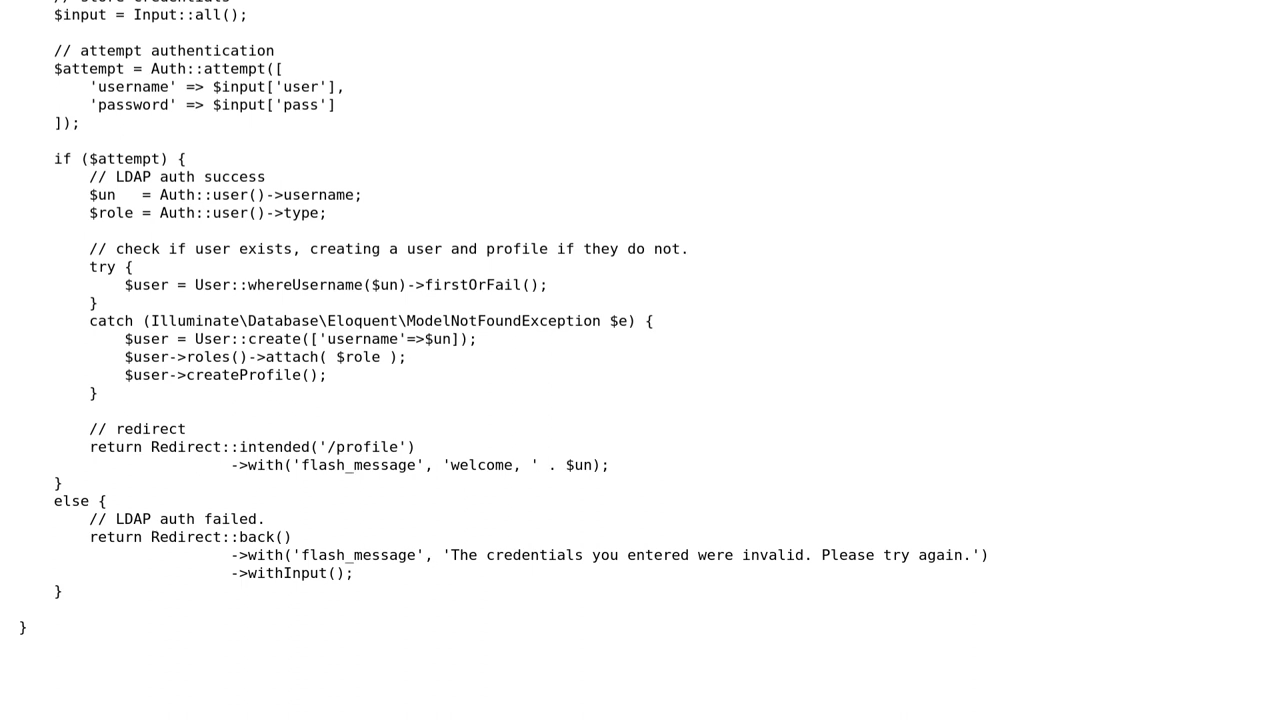 $input = Input::all();
// attempt authentication
$attempt = Auth::attempt([
'username' => $input['user'],
'password' => $input['pass']
]);
if ($attempt) {
// LDAP auth success
$un   = Auth::user()->username;
$role = Auth::user()->type;
// check if user exists, creating a user and profile if they do not.
try {
$user = User::whereUsername($un)->firstOrFail();
}
catch (Illuminate\Database\Eloquent\ModelNotFoundException $e) {
$user = User::create(['username'=>$un]);
$user->roles()->attach( $role );
$user->createProfile();
}
// redirect
return Redirect::intended('/profile')
->with('flash_message', 'welcome, ' . $un);
}
else {
// LDAP auth failed.
return Redirect::back()
->with('flash_message', 'The credentials you entered were invalid. Please try again.')
->withInput();
}
}